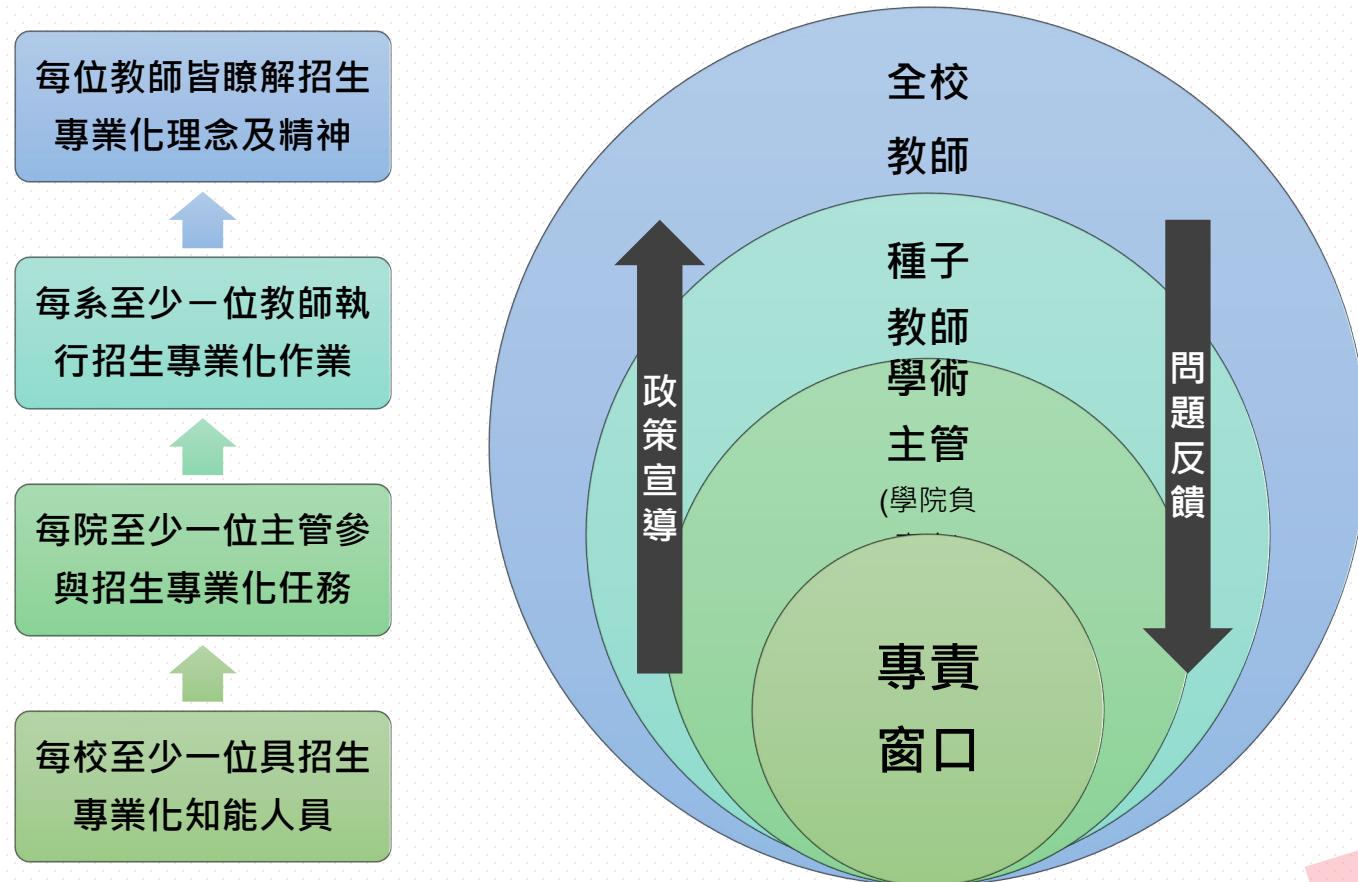 每位教師皆瞭解招生
專業化理念及精神
每系至少一位教師執
行招生專業化作業
每院至少一位主管參
與招生專業化任務
每校至少一位具招生
專業化知能人員
全校
教師
種子
教師
學術
主管
(學院負
專責
窗口
政策宣導
問題反饋